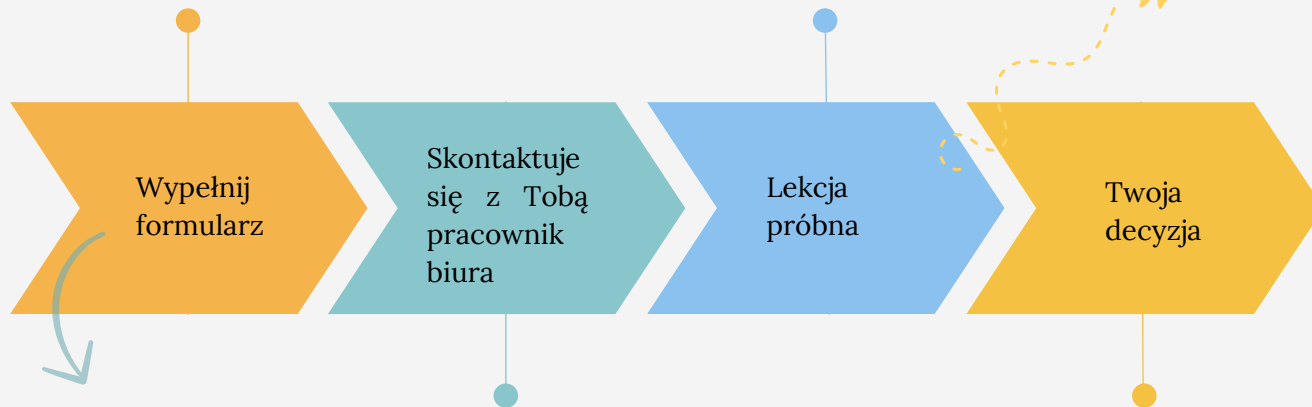 Wypełnij
formularz
Skontaktuje
się z Tobą
pracownik
biura
Lekcja
próbna
Twoja
decyzja